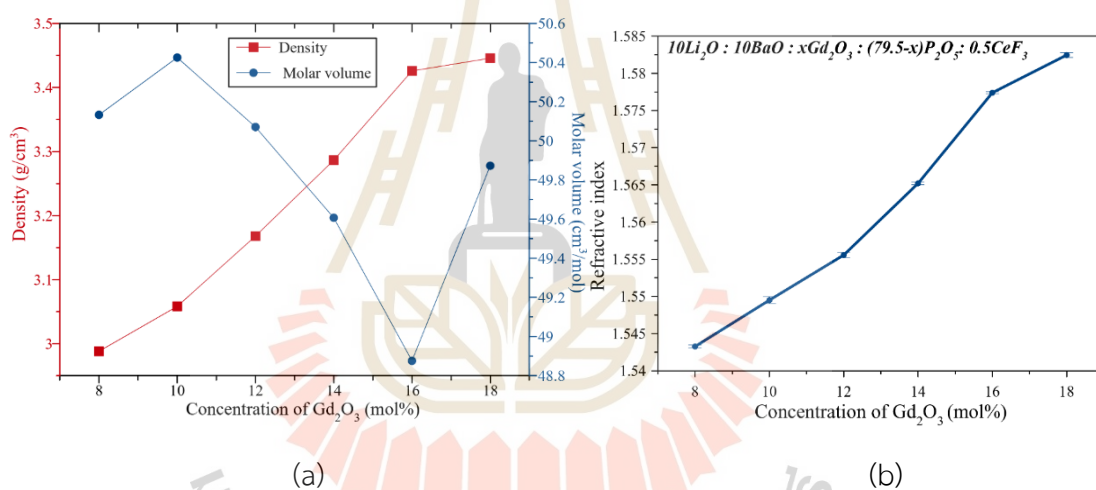 3.5
3.4
3.3
3.2
3.1
3
Density (g/cm³)
Density
Molar volume
50.6
50.4
50.2
50
49.8
49.6
49.4
49.2
49
48.8
Molar volume (cm³/mol)
8 10 12 14 16 18
Concentration of Gd₂O₃ (mol%)
(a)
10Li₂O : 10BaO : xGd₂O₃ : (79.5-x)P₂O₅: 0.5CeF₃
1.585
1.58
1.575
1.57
1.565
1.56
1.555
1.55
1.545
1.54
Refractive index
8 10 12 14 16 18
Concentration of Gd₂O₃ (mol%)
(b)